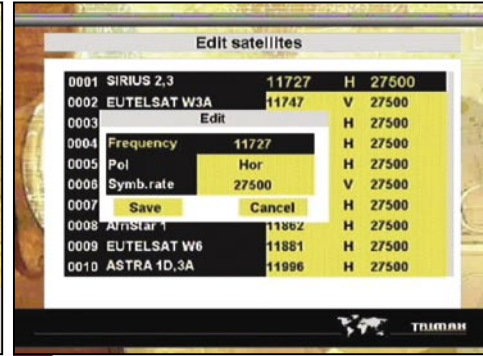 Edit satellites
0001 SIRIUS 2,3 11727 H 27500
0002 EUTELSAT W3A 11747 V 27500
0003 H 27500
Edit
0004 H 27500
Frequency 11727
0005 H 27500
Pol Hor
0006 V 27500
Symb.rate 27500
0007 H 27500
Save Cancel
0008 AfriStar 1 11862 H 27500
0009 EUTELSAT W6 11881 H 27500
0010 ASTRA 1D,3A 11996 H 27500
TRIMAX